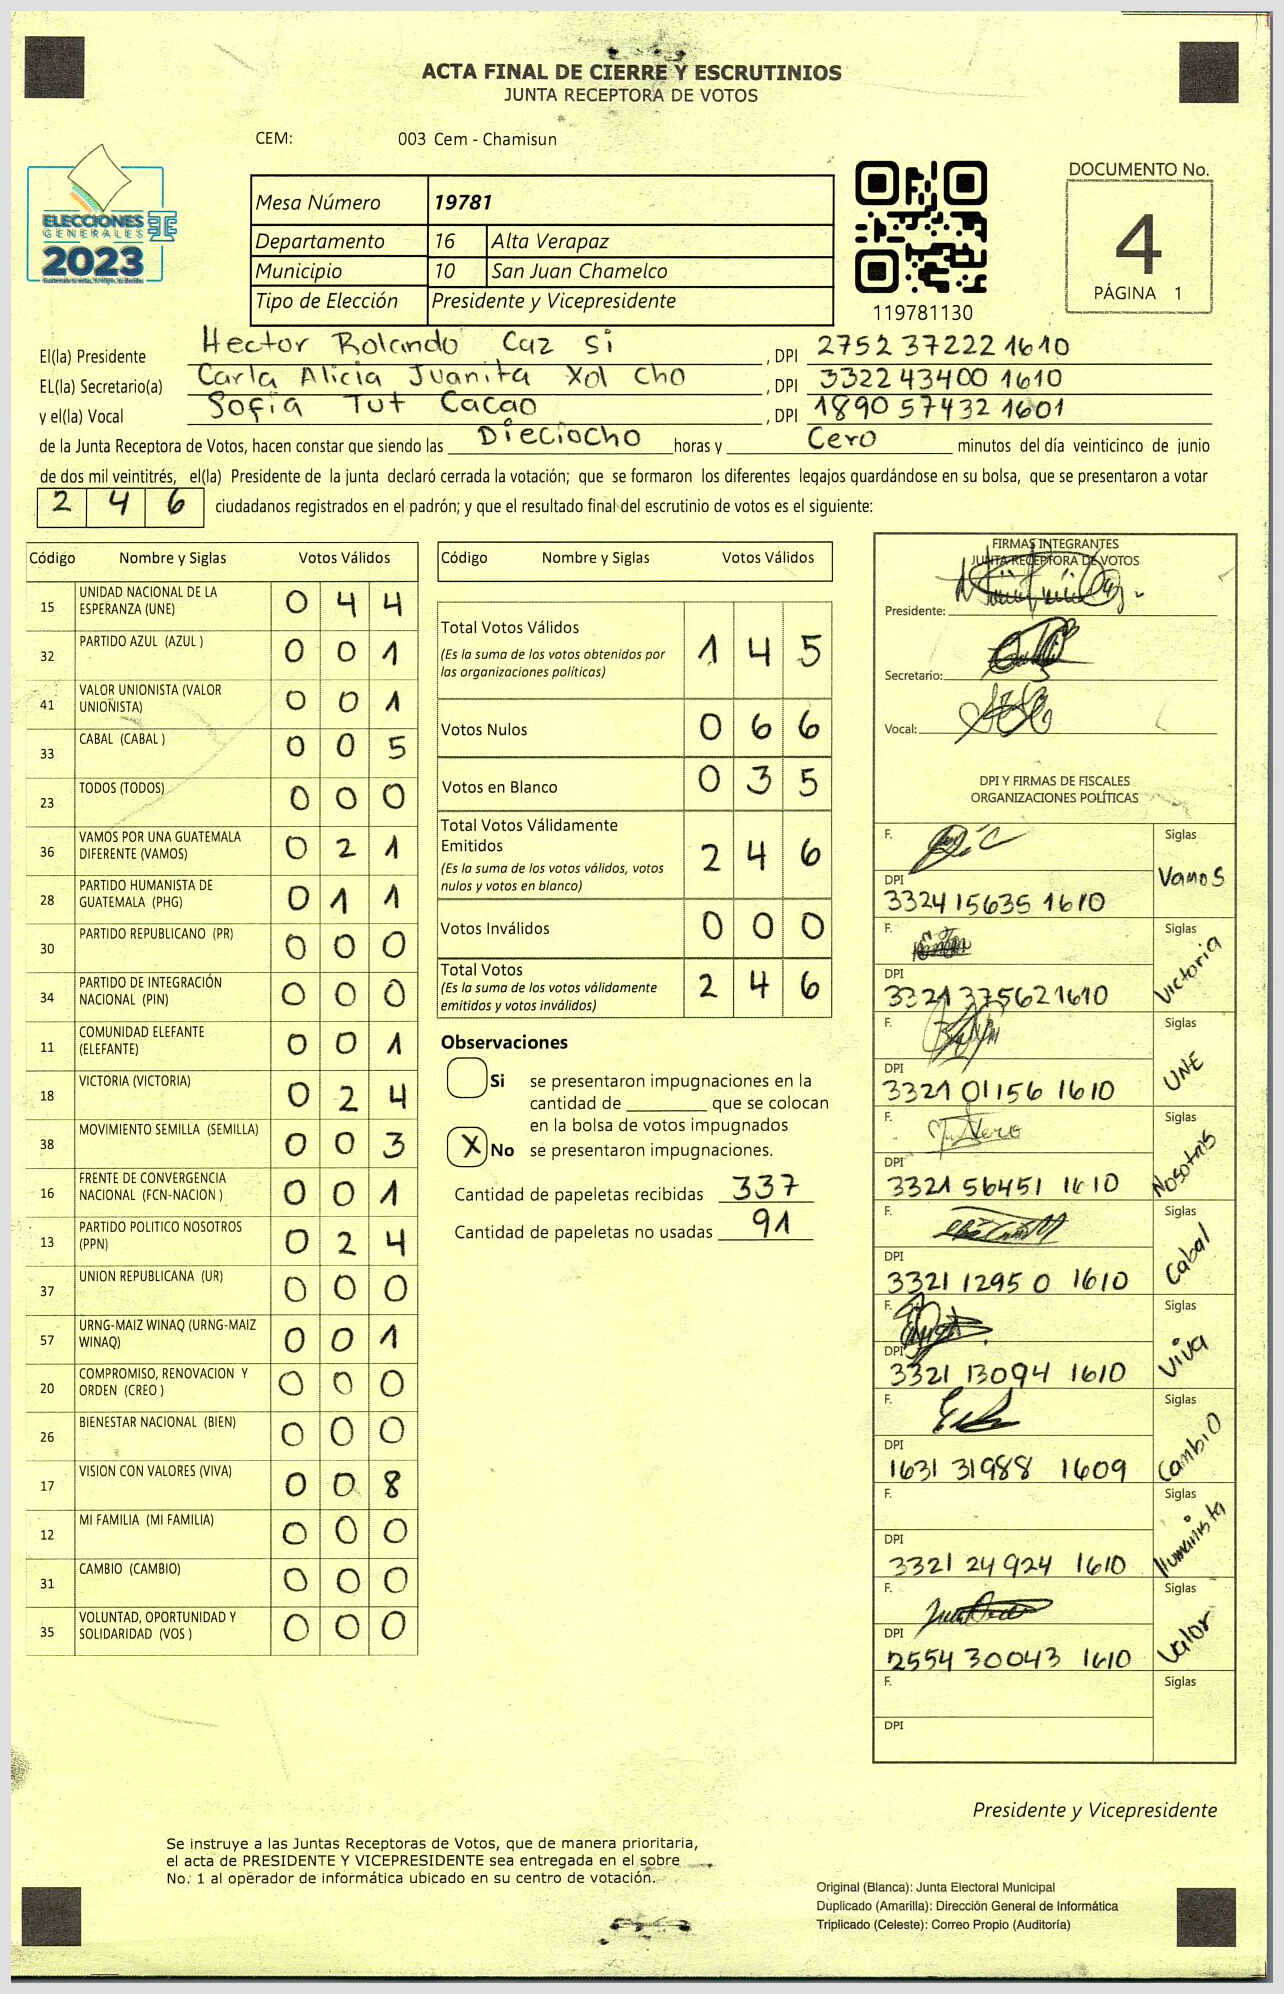 ACTA FINAL DE CIERRE Y ESCRUTINIOS
JUNTA RECEPTORA DE VOTOS
CEM: 003 Cem - Chamisun
ELECCIONES
GENERALES
2023
Mesa Número 19781
Departamento 16 Alta Verapaz
Municipio 10 San Juan Chamelco
Tipo de Elección Presidente y Vicepresidente
119781130
DOCUMENTO No.
4
PÁGINA 1
El(la) Presidente Hector Rolando Caz Si , DPI 2752 37222 1610
EL(la) Secretario(a) Carla Alicia Juanita Xol Cho , DPI 3322 43400 1610
y el(la) Vocal Sofia Tut Cacao , DPI 1890 57432 1601
de la Junta Receptora de Votos, hacen constar que siendo las Dieciocho horas y Cero minutos del día veinticinco de junio
de dos mil veintitrés, el(la) Presidente de la junta declaró cerrada la votación; que se formaron los diferentes legajos guardándose en su bolsa, que se presentaron a votar
2 4 6 ciudadanos registrados en el padrón; y que el resultado final del escrutinio de votos es el siguiente:
Código Nombre y Siglas Votos Válidos
15 UNIDAD NACIONAL DE LA ESPERANZA (UNE) 0 4 4
32 PARTIDO AZUL (AZUL ) 0 0 1
41 VALOR UNIONISTA (VALOR UNIONISTA) 0 0 1
33 CABAL (CABAL ) 0 0 5
23 TODOS (TODOS) 0 0 0
36 VAMOS POR UNA GUATEMALA DIFERENTE (VAMOS) 0 2 1
28 PARTIDO HUMANISTA DE GUATEMALA (PHG) 0 1 1
30 PARTIDO REPUBLICANO (PR) 0 0 0
34 PARTIDO DE INTEGRACIÓN NACIONAL (PIN) 0 0 0
11 COMUNIDAD ELEFANTE (ELEFANTE) 0 0 1
18 VICTORIA (VICTORIA) 0 2 4
38 MOVIMIENTO SEMILLA (SEMILLA) 0 0 3
16 FRENTE DE CONVERGENCIA NACIONAL (FCN-NACION ) 0 0 1
13 PARTIDO POLITICO NOSOTROS (PPN) 0 2 4
37 UNION REPUBLICANA (UR) 0 0 0
57 URNG-MAIZ WINAQ (URNG-MAIZ WINAQ) 0 0 1
20 COMPROMISO, RENOVACION Y ORDEN (CREO ) 0 0 0
26 BIENESTAR NACIONAL (BIEN) 0 0 0
17 VISION CON VALORES (VIVA) 0 0 8
12 MI FAMILIA (MI FAMILIA) 0 0 0
31 CAMBIO (CAMBIO) 0 0 0
35 VOLUNTAD, OPORTUNIDAD Y SOLIDARIDAD (VOS ) 0 0 0
Código Nombre y Siglas Votos Válidos
Total Votos Válidos 1 4 5
(Es la suma de los votos obtenidos por
las organizaciones políticas)
Votos Nulos 0 6 6
Votos en Blanco 0 3 5
Total Votos Válidamente
Emitidos 2 4 6
(Es la suma de los votos válidos, votos
nulos y votos en blanco)
Votos Inválidos 0 0 0
Total Votos 2 4 6
(Es la suma de los votos válidamente
emitidos y votos inválidos)
Observaciones
Si se presentaron impugnaciones en la
cantidad de ________ que se colocan
en la bolsa de votos impugnados
X No se presentaron impugnaciones.
Cantidad de papeletas recibidas 337
Cantidad de papeletas no usadas 91
FIRMAS INTEGRANTES
JUNTA RECEPTORA DE VOTOS
Presidente:
Secretario:
Vocal:
DPI Y FIRMAS DE FISCALES
ORGANIZACIONES POLÍTICAS
F. Siglas
DPI Vamos
3324 15635 1610
F. Siglas
DPI Victoria
3321 37562 1610
F. Siglas
DPI UNE
3321 01156 1610
F. Siglas
DPI Nosotros
3321 56451 1610
F. Siglas
DPI Cabal
3321 12950 1610
F. Siglas
DPI Viva
3321 13094 1610
F. Siglas
DPI Cambio
1631 31988 1609
F. Siglas
DPI Humanista
3321 24924 1610
F. Siglas
DPI Valor
2554 30043 1610
F. Siglas
DPI
Presidente y Vicepresidente
Se instruye a las Juntas Receptoras de Votos, que de manera prioritaria,
el acta de PRESIDENTE Y VICEPRESIDENTE sea entregada en el sobre
No. 1 al operador de informática ubicado en su centro de votación.
Original (Blanca): Junta Electoral Municipal
Duplicado (Amarilla): Dirección General de Informática
Triplicado (Celeste): Correo Propio (Auditoría)